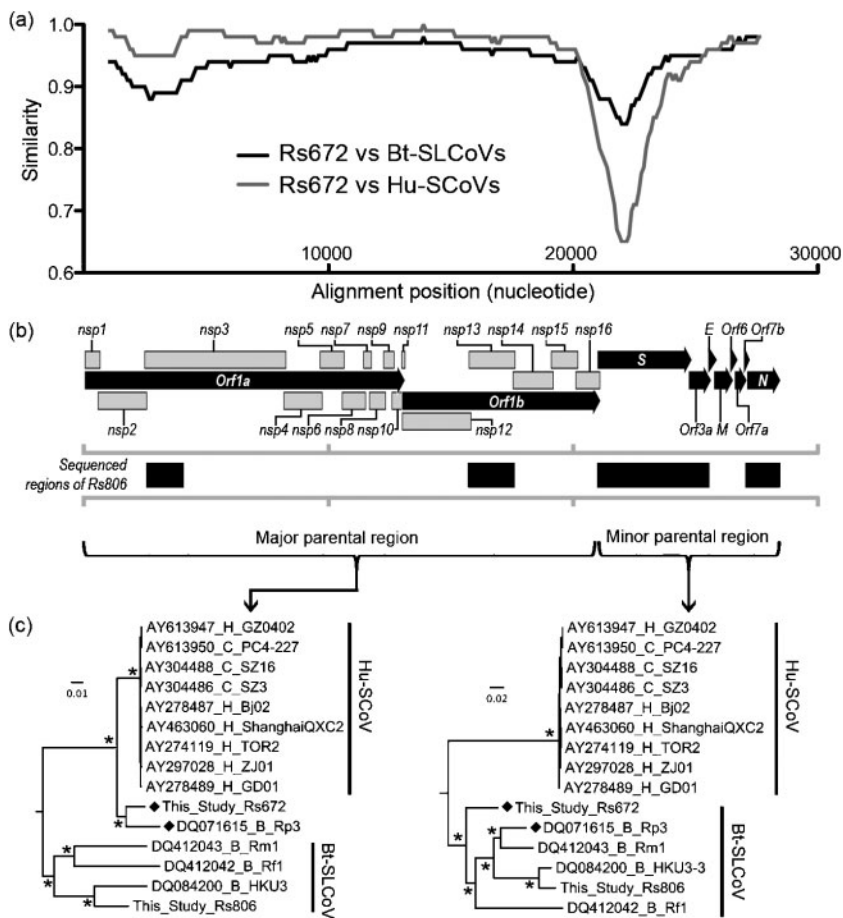 (a)
1.0
0.9
0.8
0.7
0.6
Similarity
Rs672 vs Bt-SLCoVs
Rs672 vs Hu-SCoVs
10000
20000
30000
Alignment position (nucleotide)
(b)
nsp1
nsp3
nsp5
nsp7
nsp9
nsp11
nsp13
nsp14
nsp15
nsp16
E
Orf6
Orf7b
S
Orf1a
N
Orf1b
nsp2
nsp4
nsp6
nsp8
nsp10
nsp12
Orf3a
M
Orf7a
Sequenced
regions of Rs806
Major parental region
Minor parental region
(c)
AY613947_H_GZ0402
AY613950_C_PC4-227
AY304488_C_SZ16
AY304486_C_SZ3
AY278487_H_Bj02
AY463060_H_ShanghaiQXC2
AY274119_H_TOR2
AY297028_H_ZJ01
AY278489_H_GD01
This_Study_Rs672
DQ071615_B_Rp3
DQ412043_B_Rm1
DQ412042_B_Rf1
DQ084200_B_HKU3
This_Study_Rs806
0.01
*
*
*
*
*
*
Hu-SCoV
Bt-SLCoV
AY613947_H_GZ0402
AY613950_C_PC4-227
AY304488_C_SZ16
AY304486_C_SZ3
AY278487_H_Bj02
AY463060_H_ShanghaiQXC2
AY274119_H_TOR2
AY297028_H_ZJ01
AY278489_H_GD01
This_Study_Rs672
DQ071615_B_Rp3
DQ412043_B_Rm1
DQ084200_B_HKU3-3
This_Study_Rs806
DQ412042_B_Rf1
0.02
*
*
*
*
*
*
Hu-SCoV
Bt-SLCoV